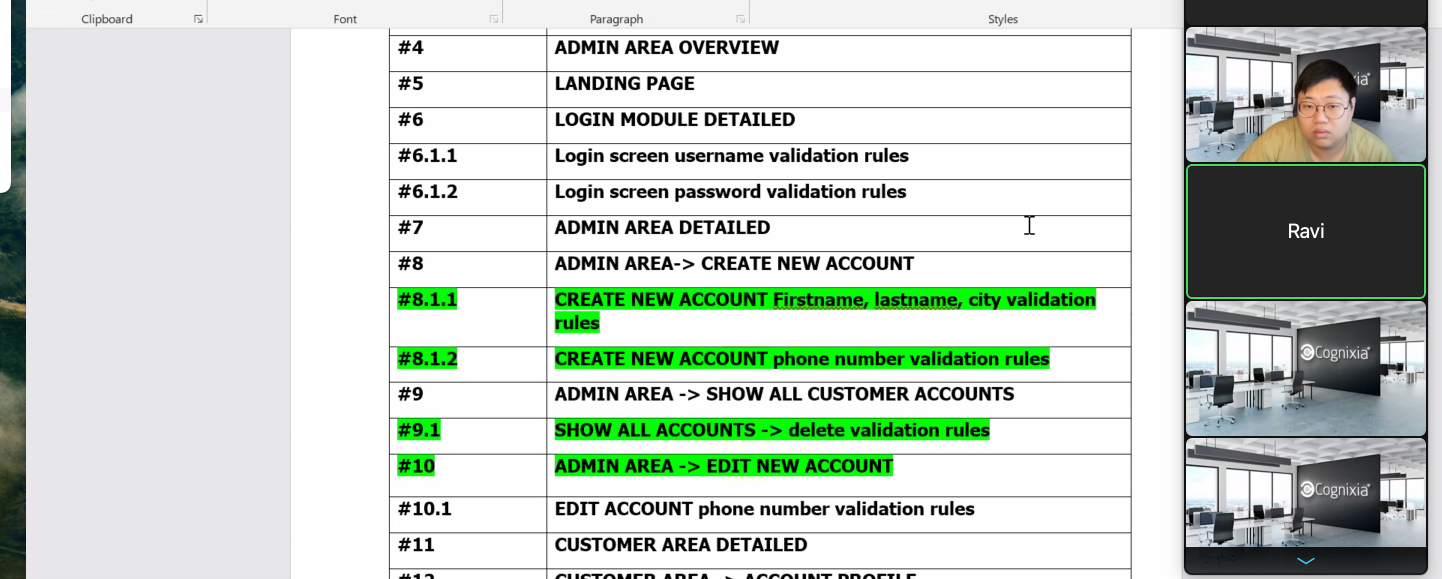 Clipboard
Font
Paragraph
Styles
#4 ADMIN AREA OVERVIEW
#5 LANDING PAGE
#6 LOGIN MODULE DETAILED
#6.1.1 Login screen username validation rules
#6.1.2 Login screen password validation rules
#7 ADMIN AREA DETAILED
#8 ADMIN AREA-> CREATE NEW ACCOUNT
#8.1.1 CREATE NEW ACCOUNT Firstname, lastname, city validation
rules
#8.1.2 CREATE NEW ACCOUNT phone number validation rules
#9 ADMIN AREA -> SHOW ALL CUSTOMER ACCOUNTS
#9.1 SHOW ALL ACCOUNTS -> delete validation rules
#10 ADMIN AREA -> EDIT NEW ACCOUNT
#10.1 EDIT ACCOUNT phone number validation rules
#11 CUSTOMER AREA DETAILED
#12 CUSTOMER AREA -> ACCOUNT PROFILE
Ravi
Cognixia
Cognixia